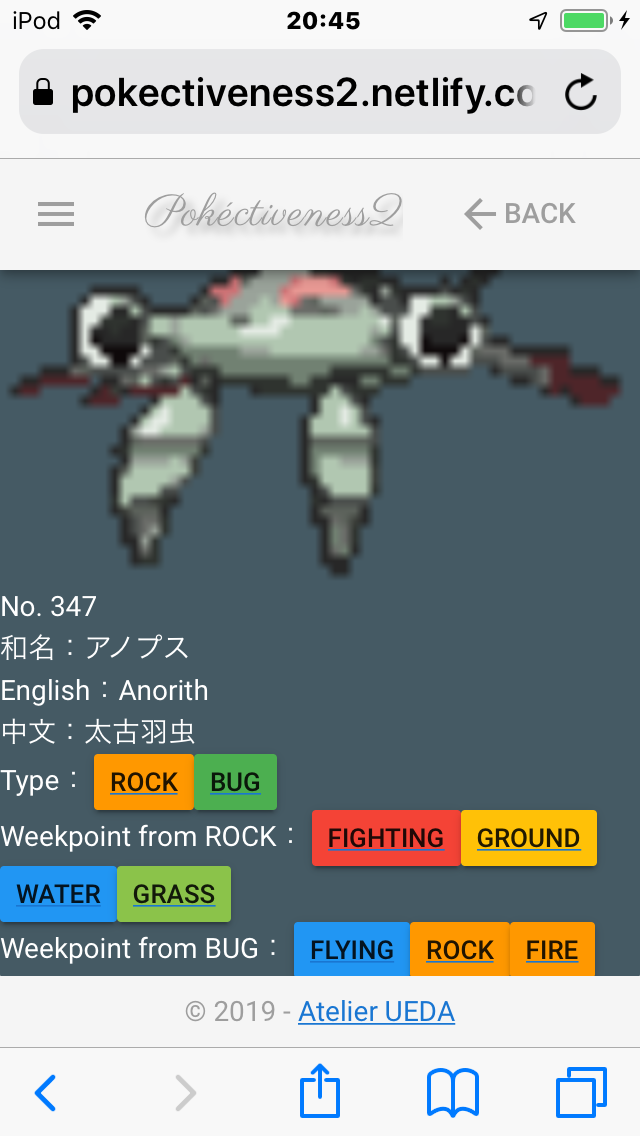 iPod 20:45
pokectiveness2.netlify.co
Pokéctiveness2 BACK
No. 347
和名：アノプス
English：Anorith
中文：太古羽虫
Type： ROCK BUG
Weekpoint from ROCK： FIGHTING GROUND
WATER GRASS
Weekpoint from BUG： FLYING ROCK FIRE
© 2019 - Atelier UEDA